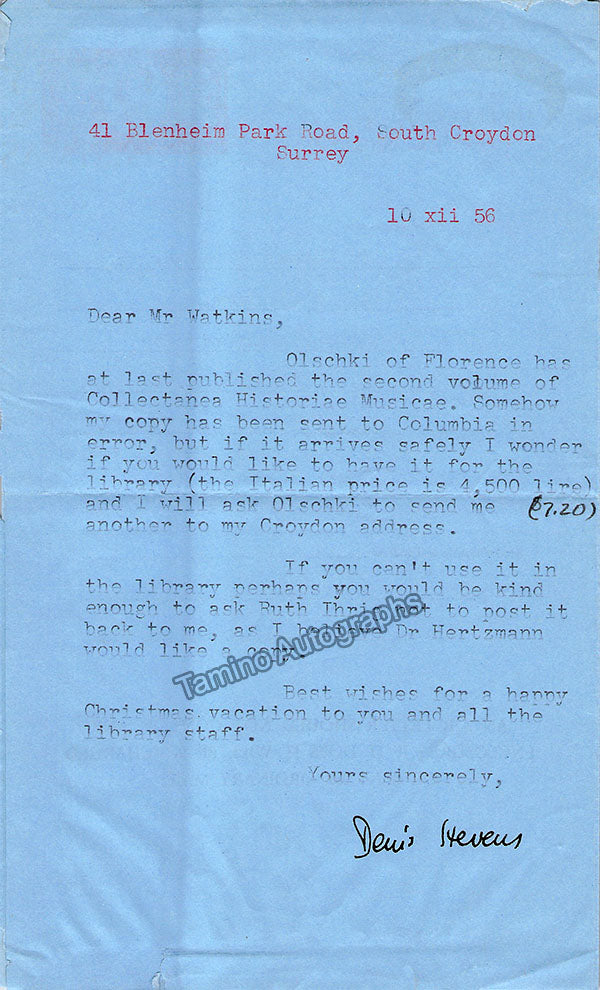 41 Blenheim Park Road, South Croydon
Surrey
10 xii 56
Dear Mr Watkins,
Olschki of Florence has
at last published the second volume of
Collectanea Historiae Musicae. Somehow
my copy has been sent to Columbia in
error, but if it arrives safely I wonder
if you would like to have it for the
library (the Italian price is 4,500 lire)
and I will ask Olschki to send me (07.20)
another to my Croydon address.
If you can't use it in
the library perhaps you would be kind
enough to ask Ruth not to post it
back to me, as I believe Dr Hertzmann
would like a copy.
Best wishes for a happy
Christmas vacation to you and all the
library staff.
Yours sincerely,
Denis Stevens
Tamino Autographs